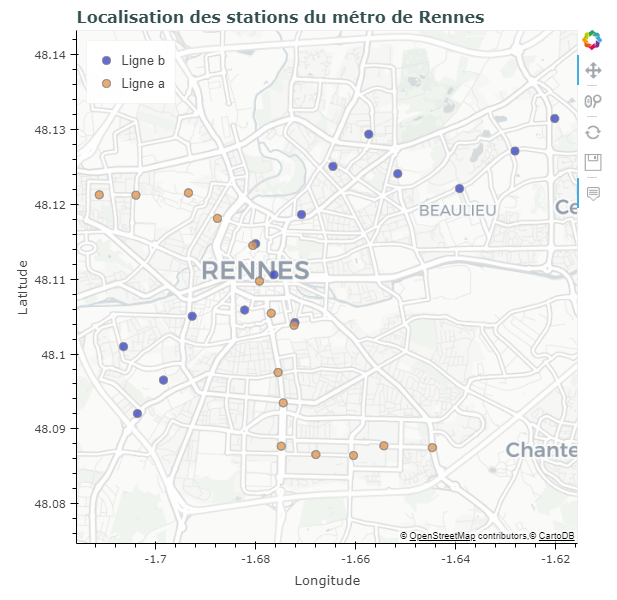 Localisation des stations du métro de Rennes
48.14
48.13
48.12
48.11
48.1
48.09
48.08
Latitude
Ligne b
Ligne a
BEAULIEU
Ce
RENNES
Chante
© OpenStreetMap contributors,© CartoDB
-1.7
-1.68
-1.66
-1.64
-1.62
Longitude